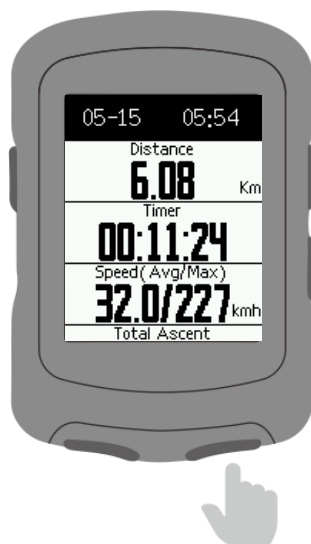 05-15 05:54
Distance
6.08 Km
Timer
00:11:24
Speed(Avg/Max)
32.0/227 kmh
Total Ascent